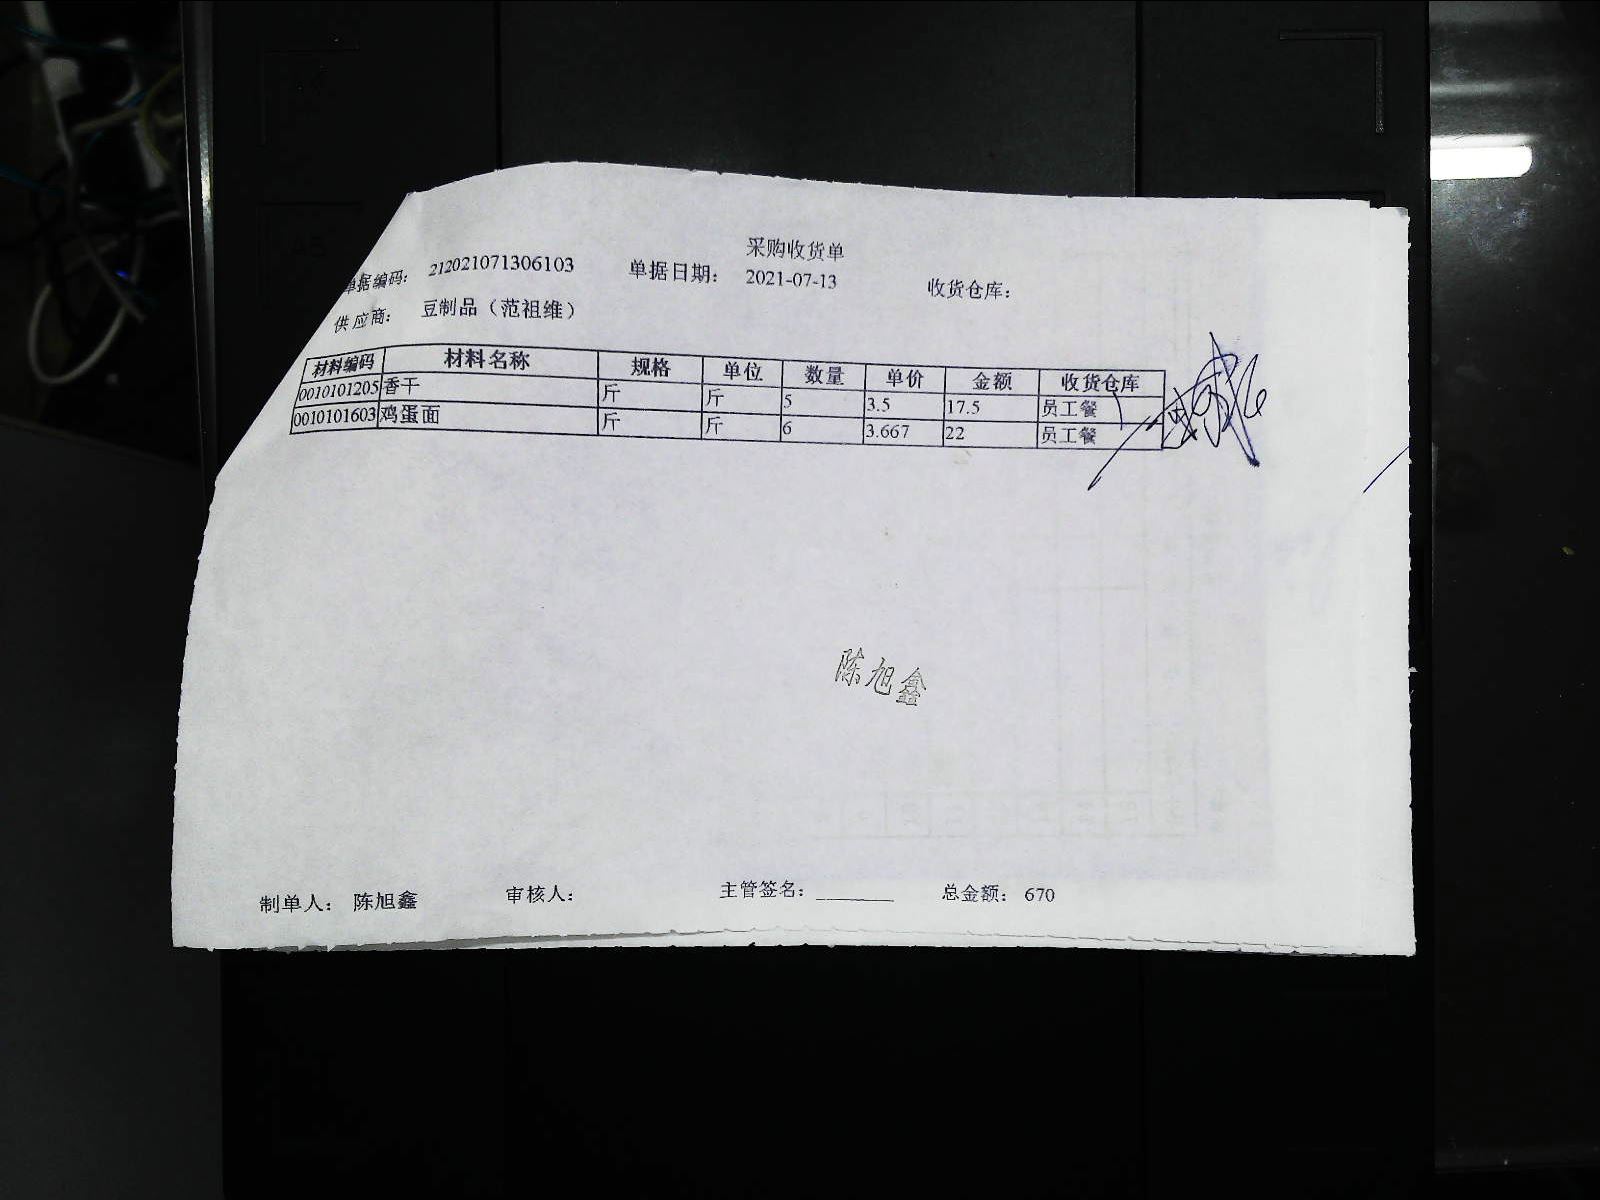 采购收货单
单据编码： 212021071306103 单据日期： 2021-07-13 收货仓库：
供应商： 豆制品（范祖维）
材料编码 材料名称 规格 单位 数量 单价 金额 收货仓库
0010101205 香干 斤 斤 5 3.5 17.5 员工餐
0010101603 鸡蛋面 斤 斤 6 3.667 22 员工餐
陈旭鑫
制单人： 陈旭鑫 审核人： 主管签名：________ 总金额： 670